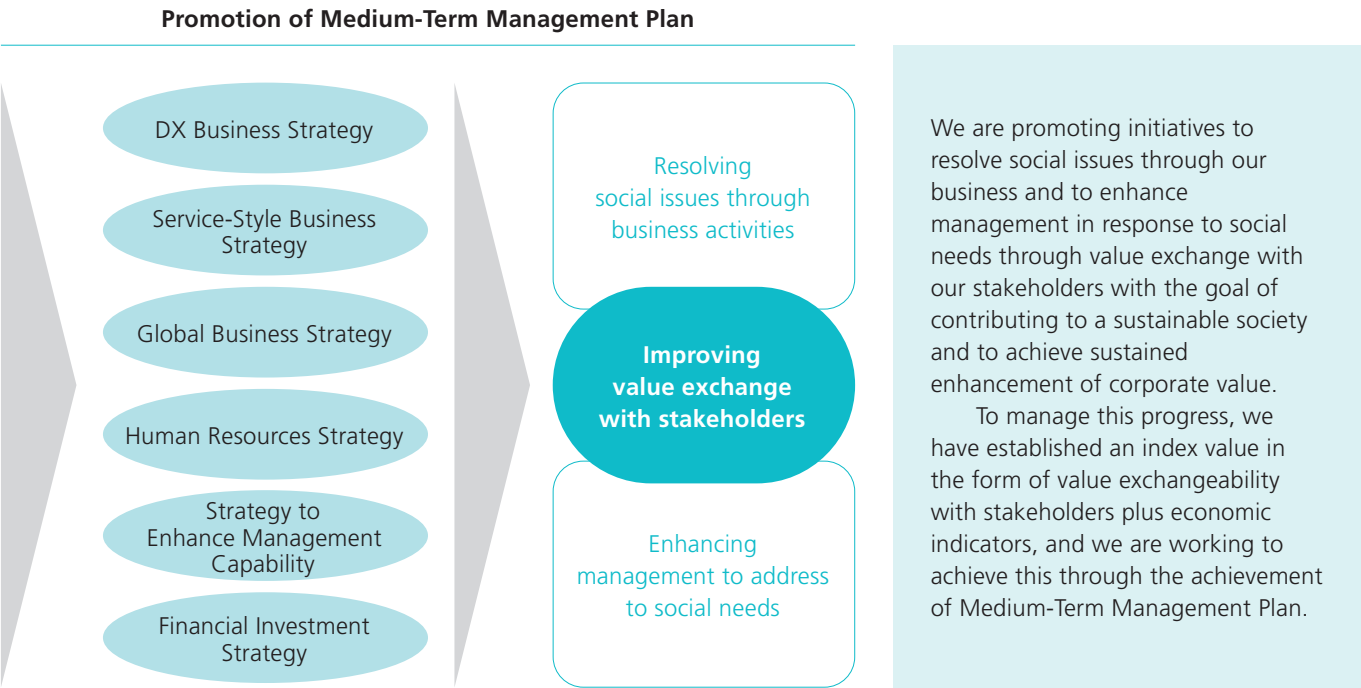 Promotion of Medium-Term Management Plan
DX Business Strategy
Service-Style Business
Strategy
Global Business Strategy
Human Resources Strategy
Strategy to
Enhance Management
Capability
Financial Investment
Strategy
Resolving
social issues through
business activities
Improving
value exchange
with stakeholders
Enhancing
management to address
to social needs
We are promoting initiatives to
resolve social issues through our
business and to enhance
management in response to social
needs through value exchange with
our stakeholders with the goal of
contributing to a sustainable society
and to achieve sustained
enhancement of corporate value.
To manage this progress, we
have established an index value in
the form of value exchangeability
with stakeholders plus economic
indicators, and we are working to
achieve this through the achievement
of Medium-Term Management Plan.